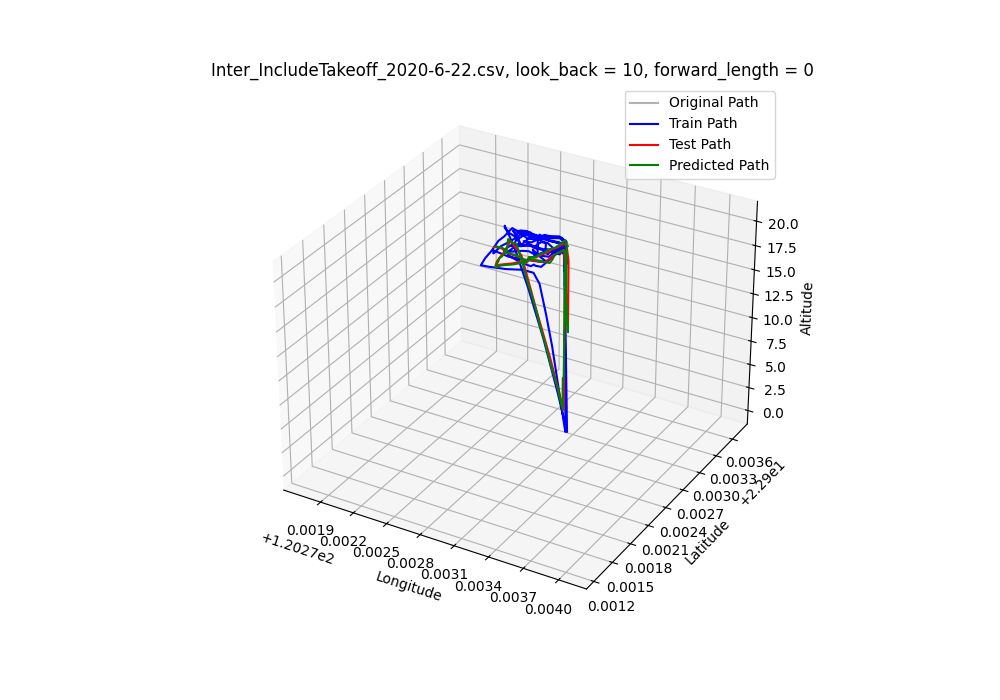 Inter_IncludeTakeoff_2020-6-22.csv, look_back = 10, forward_length = 0
Original Path
Train Path
Test Path
Predicted Path
20.0
17.5
15.0
12.5
10.0
7.5
5.0
2.5
0.0
Altitude
0.0036
0.0033
0.0030
0.0027
0.0024
0.0021
0.0018
0.0015
0.0012
+2.29e1
Latitude
0.0019
0.0022
0.0025
0.0028
0.0031
0.0034
0.0037
0.0040
+1.2027e2
Longitude